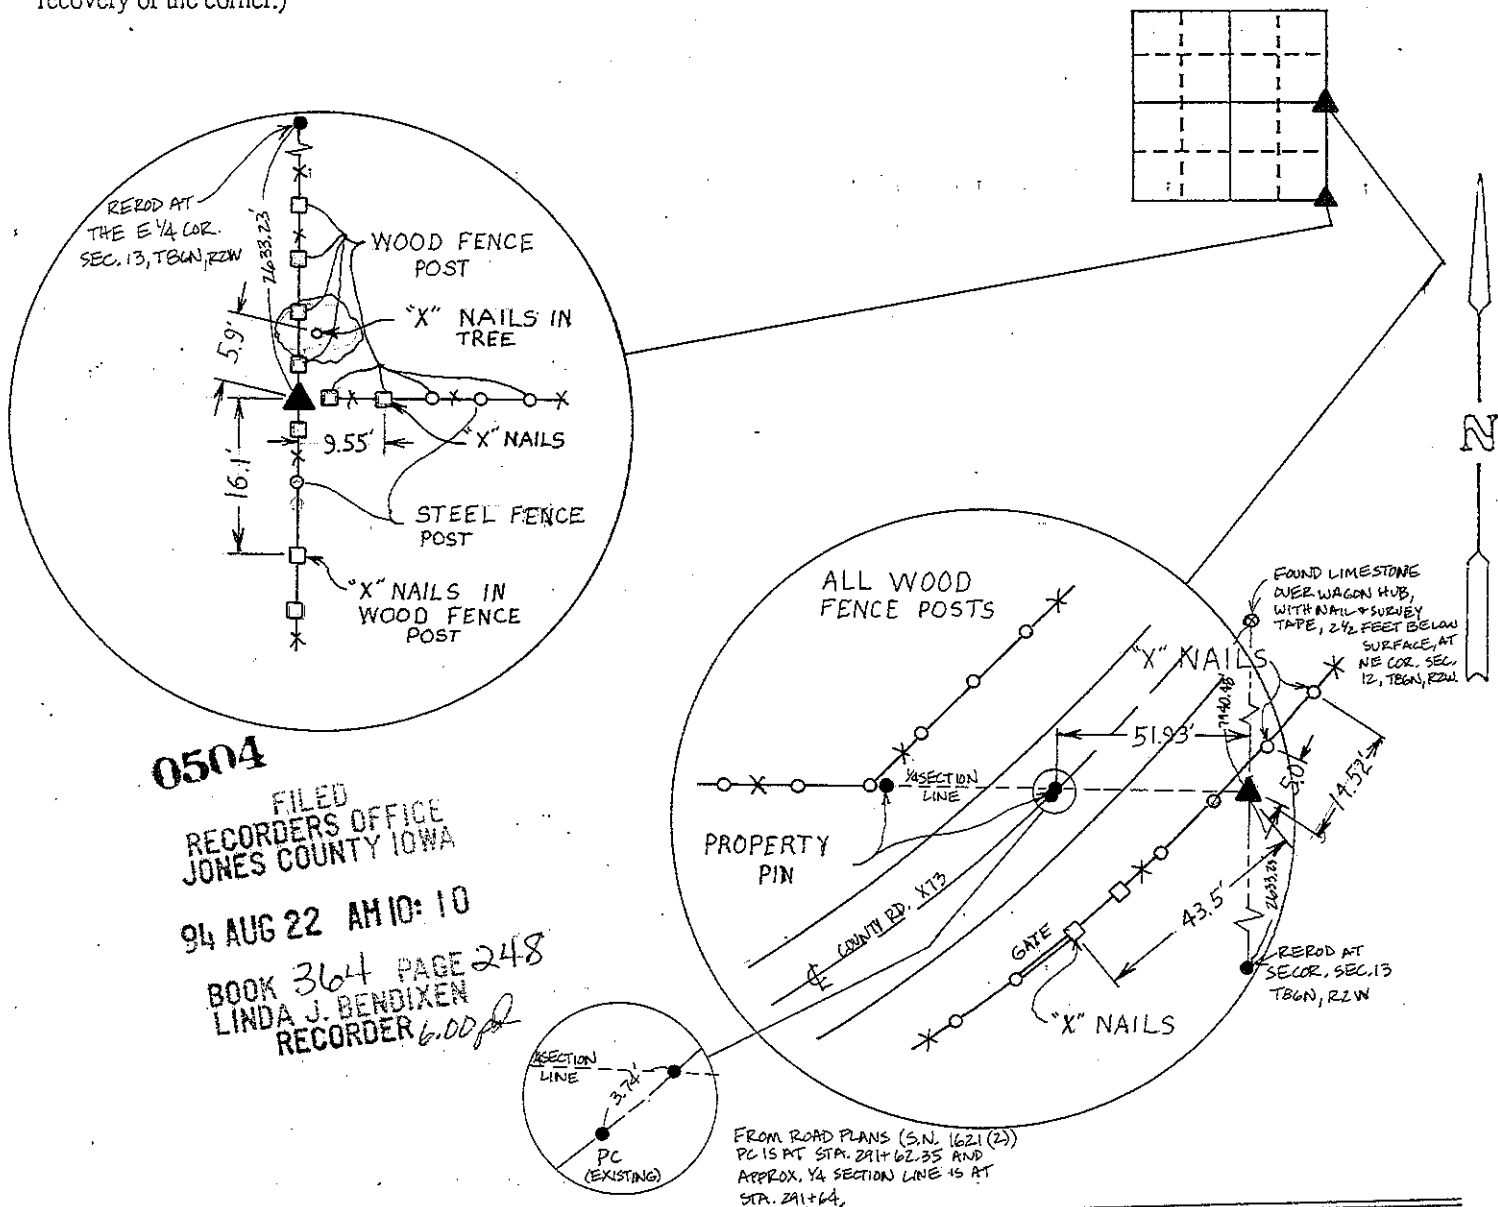 recovery of the corner.)
REROD AT
THE E 1/4 COR.
SEC. 13, T86N, R2W
2633.23'
WOOD FENCE
POST
"X" NAILS IN
TREE
5.9'
9.55'
"X" NAILS
16.1'
STEEL FENCE
POST
"X" NAILS IN
WOOD FENCE
POST
N
0504
FILED
RECORDERS OFFICE
JONES COUNTY IOWA
94 AUG 22 AM 10: 10
BOOK 364 PAGE 248
LINDA J. BENDIXEN
RECORDER 6.00 pd
ALL WOOD
FENCE POSTS
FOUND LIMESTONE
OVER WAGON HUB,
WITH NAIL & SURVEY
TAPE, 2 1/2 FEET BELOW
SURFACE, AT
NE COR. SEC.
12, T86N, R2W.
"X" NAILS
7940.48'
51.93'
1/4 SECTION
LINE
5.0'
14.52'
PROPERTY
PIN
2633.23'
43.5'
℄ COUNTY RD. X73
GATE
REROD AT
SE COR, SEC. 13
T86N, R2W
"X" NAILS
1/4 SECTION
LINE
3.74'
PC
(EXISTING)
FROM ROAD PLANS (S.N. 1621 (2))
PC IS AT STA. 291+62.35 AND
APPROX. 1/4 SECTION LINE IS AT
STA. 291+64.